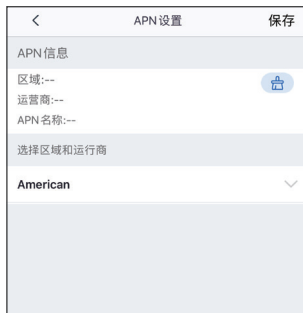 APN设置
保存
APN信息
区域:--
运营商:--
APN名称:--
选择区域和运行商
American